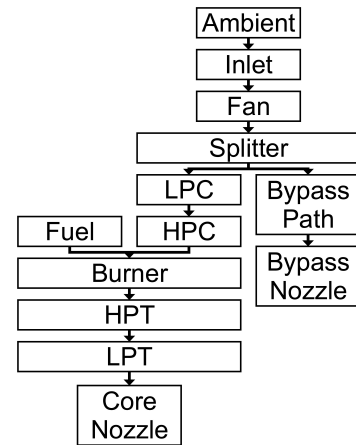 Ambient
Inlet
Fan
Splitter
LPC
Bypass
Path
Fuel
HPC
Burner
Bypass
Nozzle
HPT
LPT
Core
Nozzle